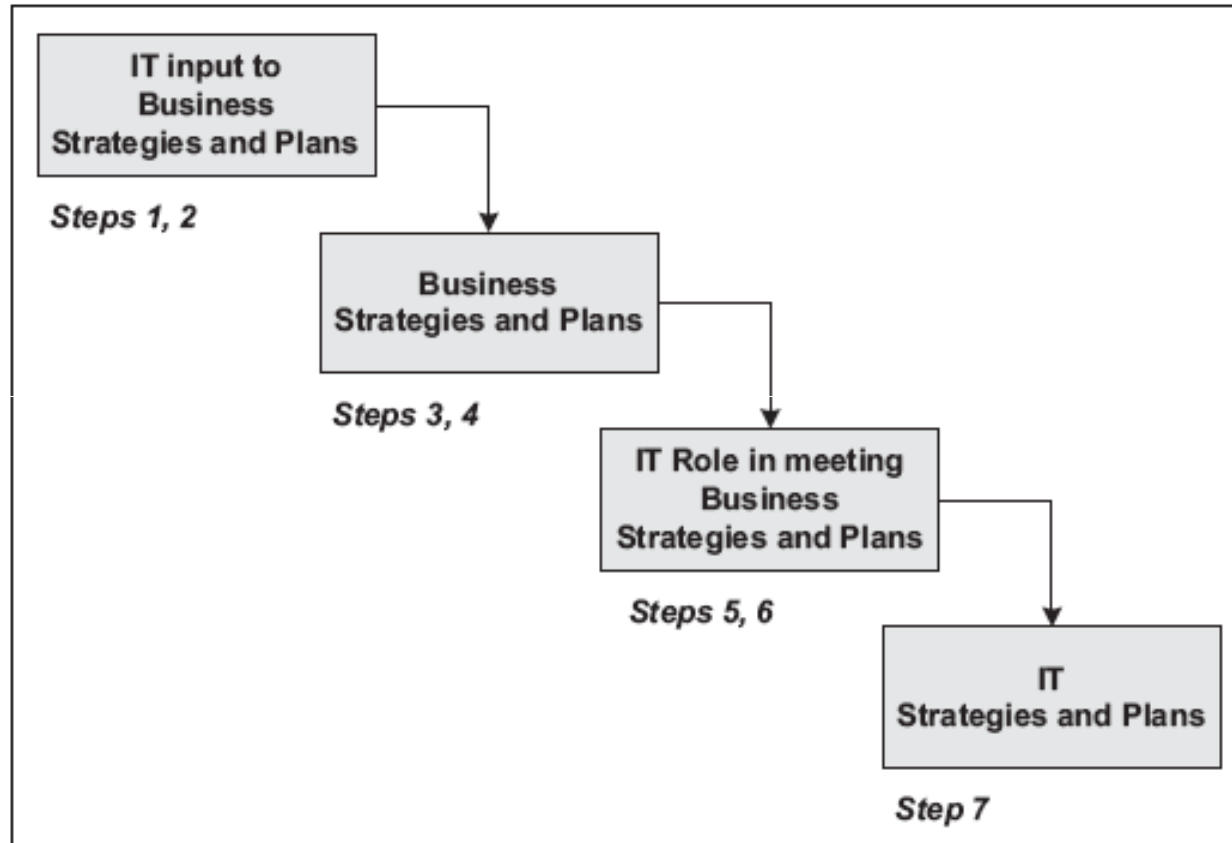 IT input to
Business
Strategies and Plans
Steps 1, 2
Business
Strategies and Plans
Steps 3, 4
IT Role in meeting
Business
Strategies and Plans
Steps 5, 6
IT
Strategies and Plans
Step 7